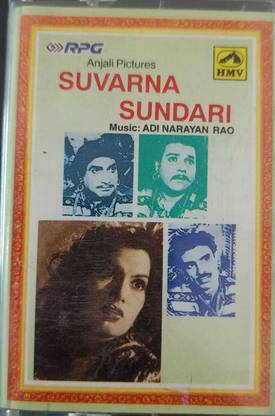 RPG
HMV
Anjali Pictures
SUVARNA
SUNDARI
Music: ADI NARAYAN RAO